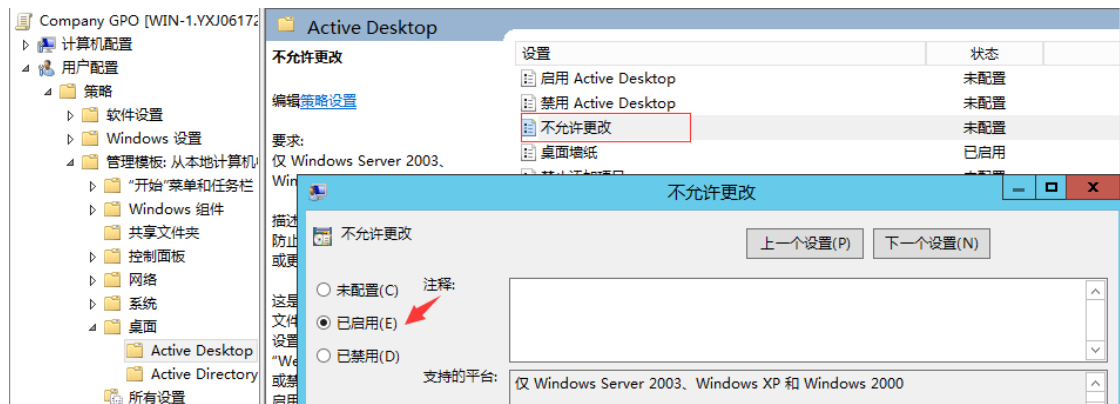 Company GPO [WIN-1.YXJ06172
计算机配置
用户配置
策略
软件设置
Windows 设置
管理模板: 从本地计算机
“开始”菜单和任务栏
Windows 组件
共享文件夹
控制面板
网络
系统
桌面
Active Desktop
Active Directory
所有设置
Active Desktop
不允许更改
编辑策略设置
要求:
仅 Windows Server 2003、
Win
描述
防止
或更
这是
文件
设置
“We
或禁
启用
设置 状态
启用 Active Desktop 未配置
禁用 Active Desktop 未配置
不允许更改 未配置
桌面墙纸 已启用
不允许更改
不允许更改
上一个设置(P) 下一个设置(N)
未配置(C) 注释:
已启用(E)
已禁用(D)
支持的平台: 仅 Windows Server 2003、Windows XP 和 Windows 2000